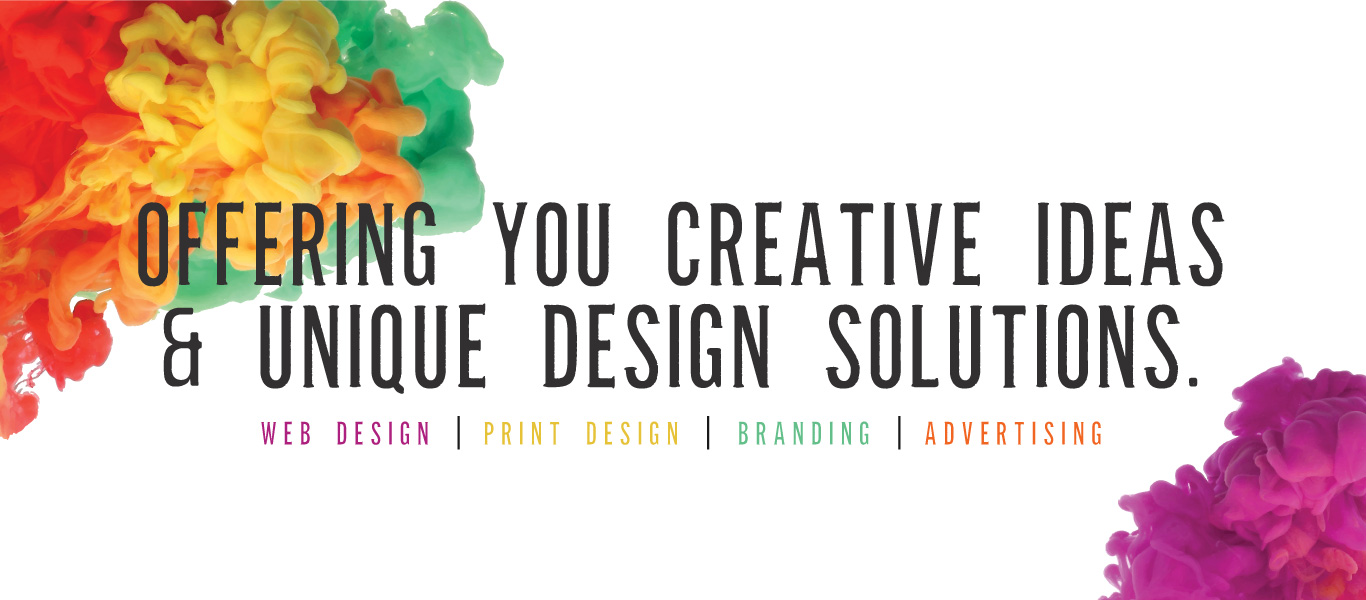 OFFERING YOU CREATIVE IDEAS
& UNIQUE DESIGN SOLUTIONS.
WEB DESIGN | PRINT DESIGN | BRANDING | ADVERTISING